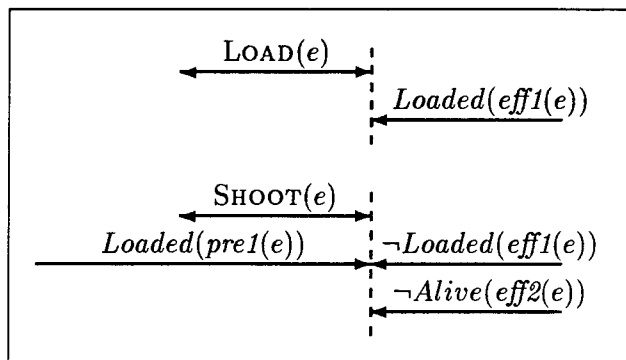 LOAD(e)
Loaded(eff1(e))
SHOOT(e)
Loaded(pre1(e)) ¬Loaded(eff1(e))
¬Alive(eff2(e))